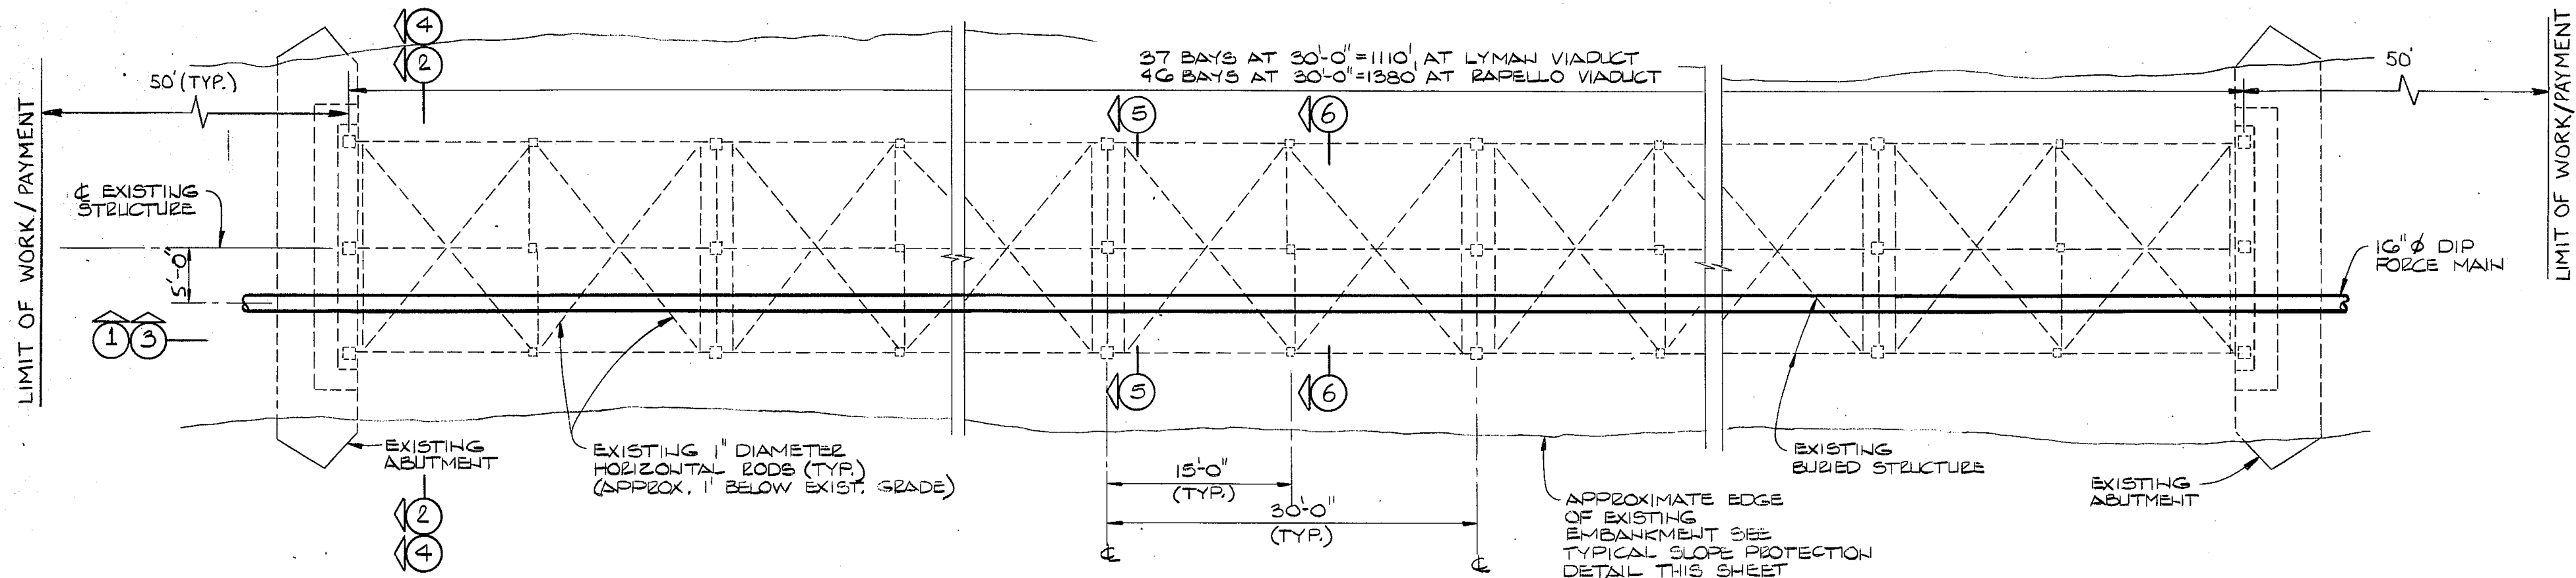 4
2
37 BAYS AT 30'-0"=1110', AT LYMAN VIADUCT
46 BAYS AT 30'-0"=1380' AT RAPELLO VIADUCT
50' (TYP.)
50'
LIMIT OF WORK/PAYMENT
LIMIT OF WORK/PAYMENT
5
6
℄ EXISTING
STRUCTURE
5'-0"
16" Ø DIP
FORCE MAIN
1
3
5
6
EXISTING
ABUTMENT
EXISTING 1" DIAMETER
HORIZONTAL RODS (TYP.)
(APPROX. 1' BELOW EXIST. GRADE)
15'-0"
(TYP.)
30'-0"
(TYP.)
℄
℄
EXISTING
BURIED STRUCTURE
APPROXIMATE EDGE
OF EXISTING
EMBANKMENT SEE
TYPICAL SLOPE PROTECTION
DETAIL THIS SHEET
EXISTING
ABUTMENT
2
4